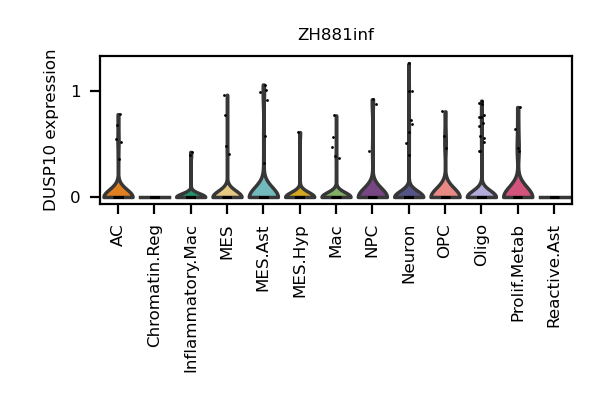 ZH881inf
DUSP10 expression
1
0
AC
Chromatin.Reg
Inflammatory.Mac
MES
MES.Ast
MES.Hyp
Mac
NPC
Neuron
OPC
Oligo
Prolif.Metab
Reactive.Ast